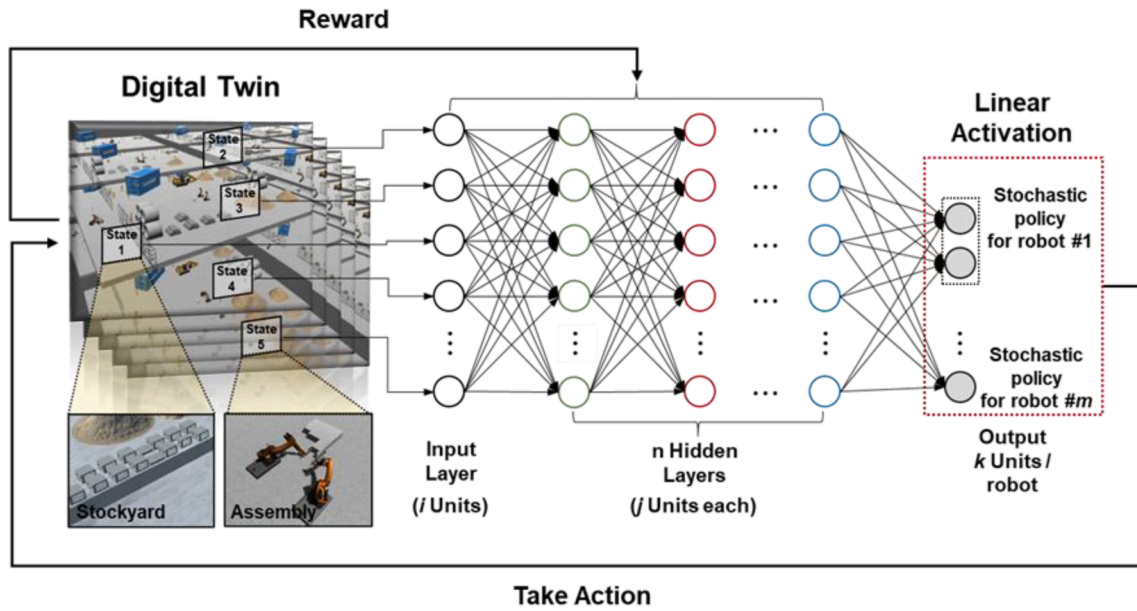 Reward
Digital Twin
State
2
State
3
State
1
State
4
State
5
Stockyard
Assembly
Input
Layer
(i Units)
n Hidden
Layers
(j Units each)
Linear
Activation
Stochastic
policy
for robot #1
Stochastic
policy
for robot #m
Output
k Units /
robot
Take Action